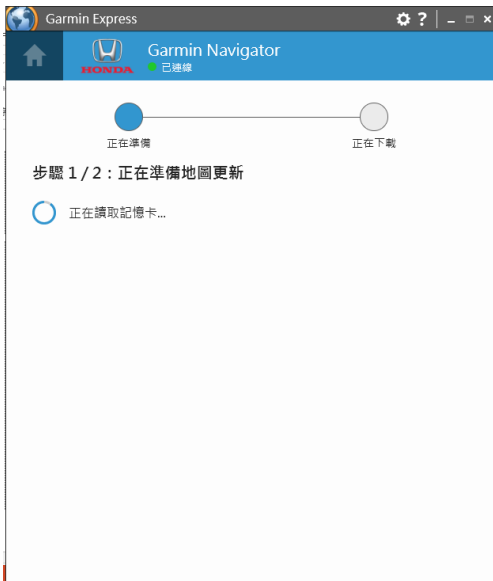 Garmin Express
?
HONDA
Garmin Navigator
已連線
正在準備
正在下載
步驟 1 / 2：正在準備地圖更新
正在讀取記憶卡...